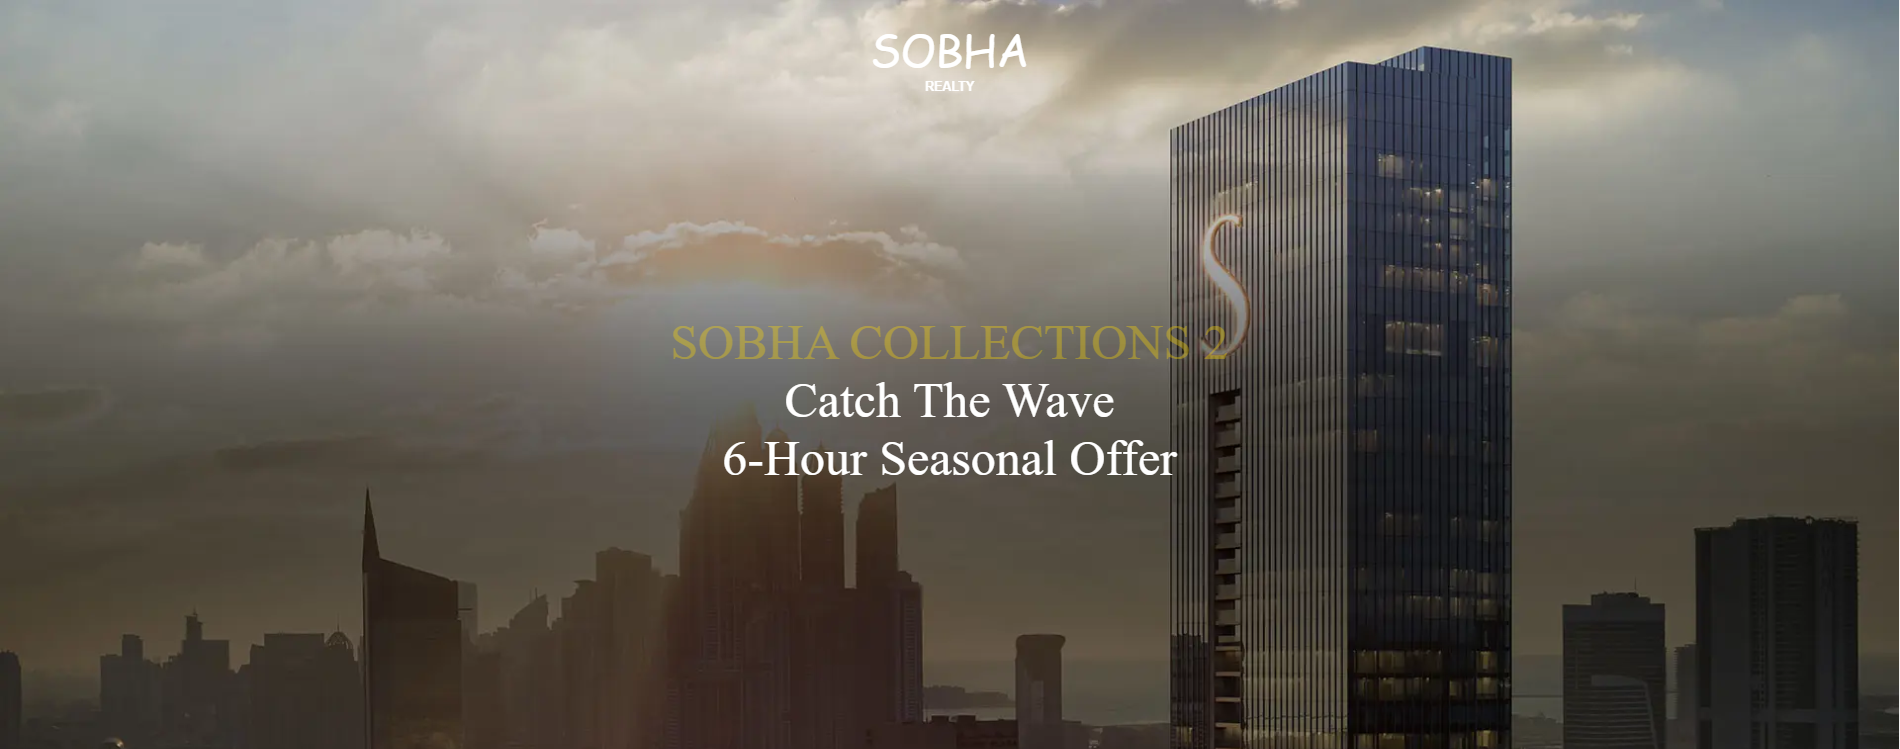 SOBHA
REALTY
S
SOBHA COLLECTIONS 2
Catch The Wave
6-Hour Seasonal Offer